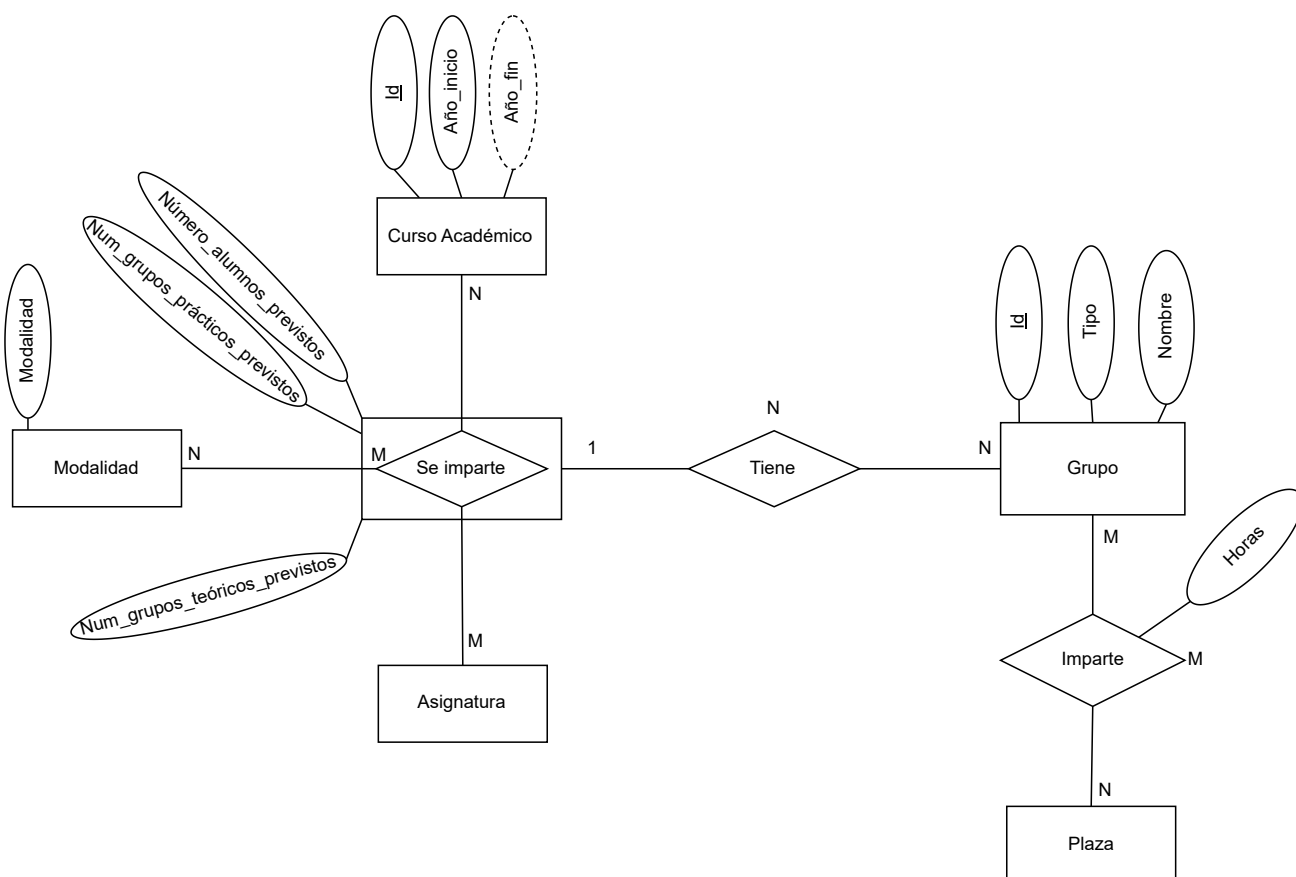 Id
Año_inicio
Año_fin
Número_alumnos_previstos
Num_grupos_prácticos_previstos
Curso Académico
Modalidad
Id
Tipo
Nombre
N
N
Modalidad
N
M
Se imparte
1
Tiene
N
Grupo
M
Horas
Num_grupos_teóricos_previstos
M
Asignatura
Imparte
M
N
Plaza